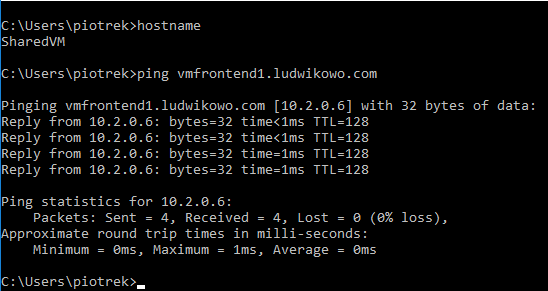 C:\Users\piotrek>hostname
SharedVM
C:\Users\piotrek>ping vmfrontend1.ludwikowo.com
Pinging vmfrontend1.ludwikowo.com [10.2.0.6] with 32 bytes of data:
Reply from 10.2.0.6: bytes=32 time<1ms TTL=128
Reply from 10.2.0.6: bytes=32 time<1ms TTL=128
Reply from 10.2.0.6: bytes=32 time=1ms TTL=128
Reply from 10.2.0.6: bytes=32 time=1ms TTL=128
Ping statistics for 10.2.0.6:
    Packets: Sent = 4, Received = 4, Lost = 0 (0% loss),
Approximate round trip times in milli-seconds:
    Minimum = 0ms, Maximum = 1ms, Average = 0ms
C:\Users\piotrek>